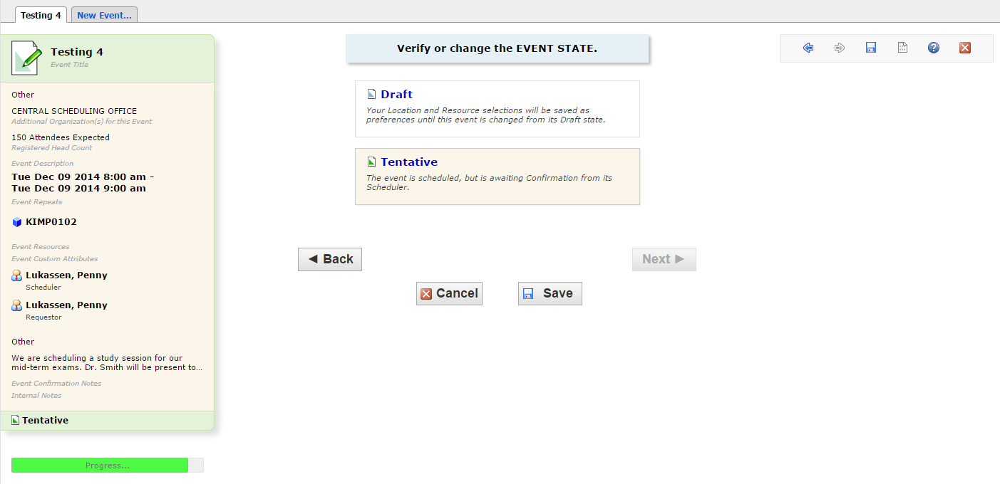 Testing 4
New Event...
Testing 4
Event Title
Other
CENTRAL SCHEDULING OFFICE
Additional Organization(s) for this Event
150 Attendees Expected
Registered Head Count
Event Description
Tue Dec 09 2014 8:00 am -
Tue Dec 09 2014 9:00 am
Event Repeats
KIMP0102
Event Resources
Event Custom Attributes
Lukassen, Penny
Scheduler
Lukassen, Penny
Requestor
Other
We are scheduling a study session for our
mid-term exams. Dr. Smith will be present to...
Event Confirmation Notes
Internal Notes
Tentative
Progress...
Verify or change the EVENT STATE.
Draft
Your Location and Resource selections will be saved as
preferences until this event is changed from its Draft state.
Tentative
The event is scheduled, but is awaiting Confirmation from its
Scheduler.
Back
Next
Cancel
Save
?